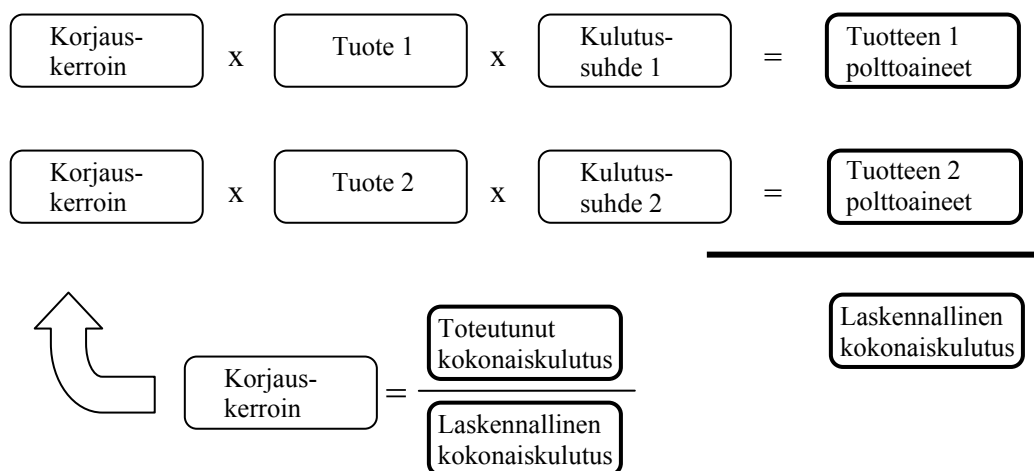 Korjaus-
kerroin
x
Tuote 1
x
Kulutus-
suhde 1
=
Tuotteen 1
polttoaineet
Korjaus-
kerroin
x
Tuote 2
x
Kulutus-
suhde 2
=
Tuotteen 2
polttoaineet
Laskennallinen
kokonaiskulutus
Korjaus-
kerroin
=
Toteutunut
kokonaiskulutus
Laskennallinen
kokonaiskulutus